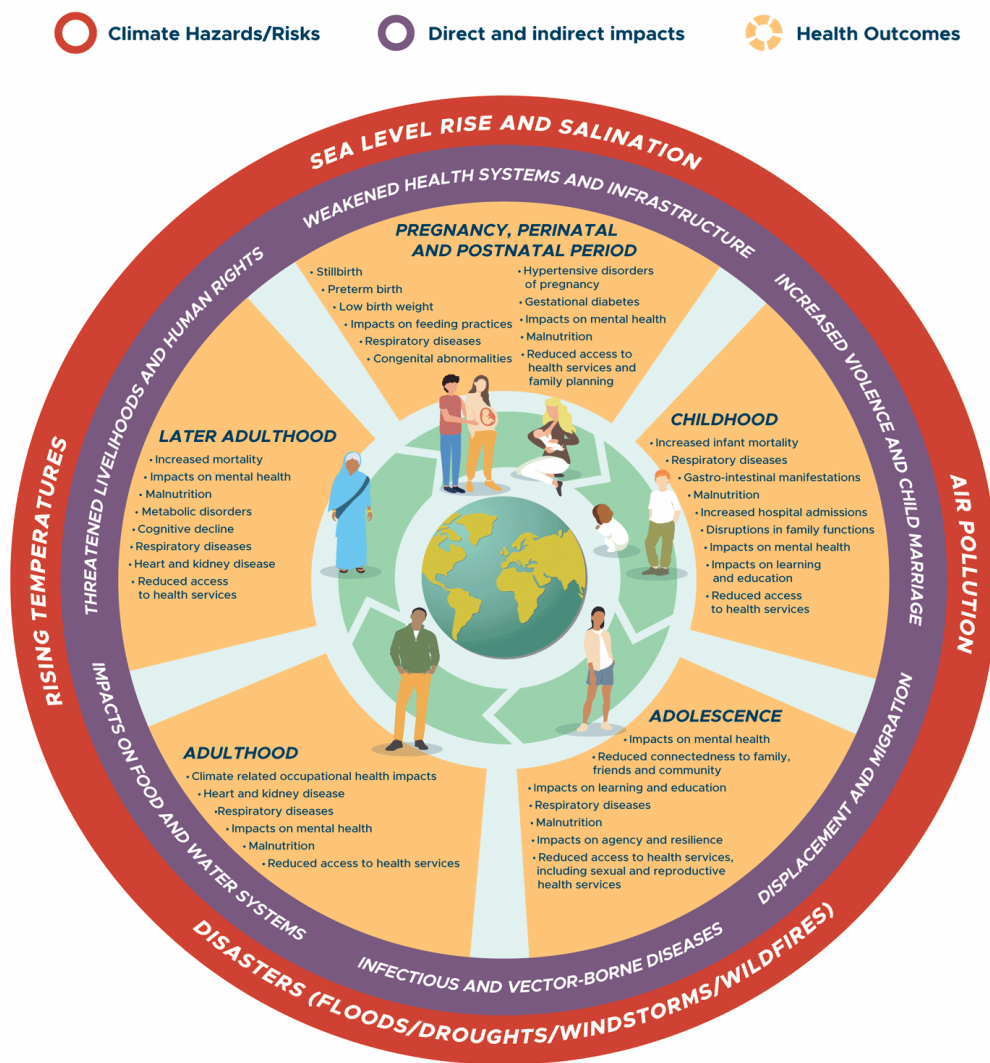 Climate Hazards/Risks
Direct and indirect impacts
Health Outcomes
SEA LEVEL RISE AND SALINATION
AIR POLLUTION
DISASTERS (FLOODS/DROUGHTS/WINDSTORMS/WILDFIRES)
RISING TEMPERATURES
WEAKENED HEALTH SYSTEMS AND INFRASTRUCTURE
INCREASED VIOLENCE AND CHILD MARRIAGE
DISPLACEMENT AND MIGRATION
INFECTIOUS AND VECTOR-BORNE DISEASES
IMPACTS ON FOOD AND WATER SYSTEMS
THREATENED LIVELIHOODS AND HUMAN RIGHTS
PREGNANCY, PERINATAL
AND POSTNATAL PERIOD
• Stillbirth
• Preterm birth
• Low birth weight
• Impacts on feeding practices
• Respiratory diseases
• Congenital abnormalities
• Hypertensive disorders
of pregnancy
• Gestational diabetes
• Impacts on mental health
• Malnutrition
• Reduced access to
health services and
family planning
CHILDHOOD
• Increased infant mortality
• Respiratory diseases
• Gastro-intestinal manifestations
• Malnutrition
• Increased hospital admissions
• Disruptions in family functions
• Impacts on mental health
• Impacts on learning
and education
• Reduced access
to health services
ADOLESCENCE
• Impacts on mental health
• Reduced connectedness to family,
friends and community
• Impacts on learning and education
• Respiratory diseases
• Malnutrition
• Impacts on agency and resilience
• Reduced access to health services,
including sexual and reproductive
health services
ADULTHOOD
• Climate related occupational health impacts
• Heart and kidney disease
•Respiratory diseases
• Impacts on mental health
• Malnutrition
• Reduced access to health services
LATER ADULTHOOD
• Increased mortality
• Impacts on mental health
• Malnutrition
• Metabolic disorders
• Cognitive decline
• Respiratory diseases
• Heart and kidney disease
• Reduced access
to health services